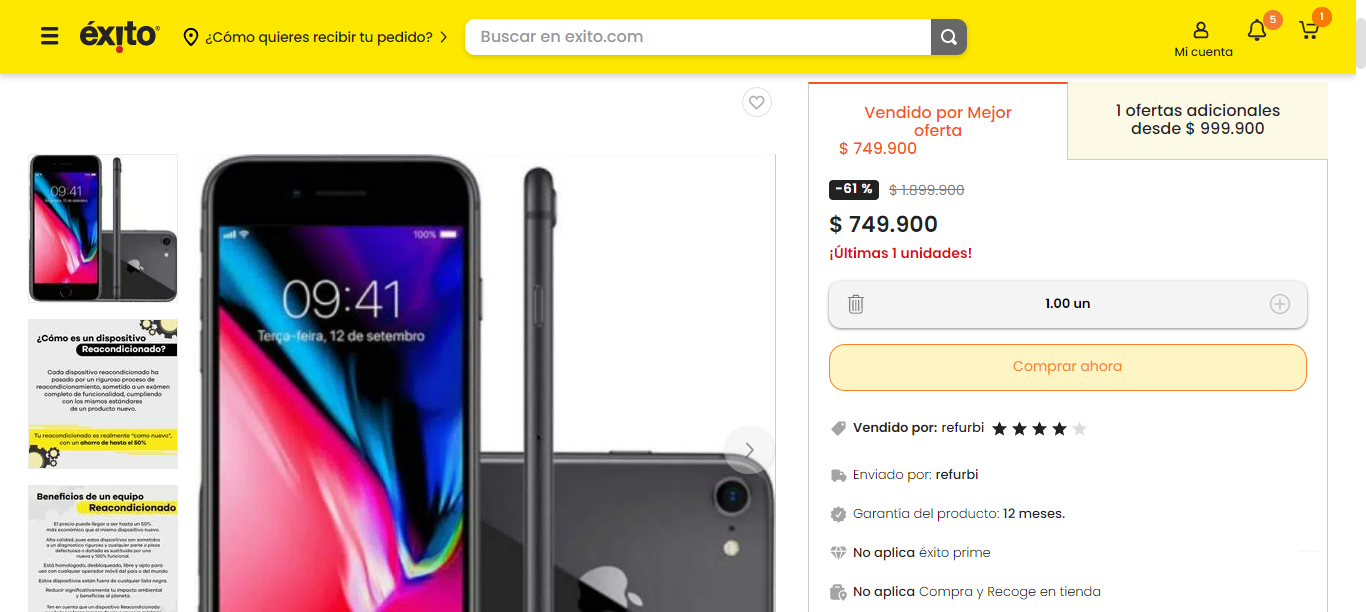 éxito
¿Cómo quieres recibir tu pedido?
Buscar en exito.com
Mi cuenta
5
1
Vendido por Mejor
oferta
$ 749.900
1 ofertas adicionales
desde $ 999.900
-61 % $ 1.899.900
$ 749.900
¡Últimas 1 unidades!
1.00 un
Comprar ahora
Vendido por: refurbi
Enviado por: refurbi
Garantía del producto: 12 meses.
No aplica éxito prime
No aplica Compra y Recoge en tienda
09:41
100%
09:41
Terça-feira, 12 de setembro
¿Cómo es un dispositivo
Reacondicionado?
Cada dispositivo reacondicionado ha
pasado por un riguroso proceso de
reacondicionamiento, sometido a un exámen
completo de funcionalidad, cumpliendo
con los mismos estándares
de un producto nuevo.
Tu reacondicionado es realmente "como nuevo",
con un ahorro de hasta el 50%
Beneficios de un equipo
Reacondicionado
El precio puede llegar a ser hasta un 50%
más económico que el mismo dispositivo nuevo.
Alta calidad, pues estos dispositivos son sometidos
a un diagnostico riguroso y cualquier parte o pieza
defectuosa o dañada es sustituida por una
nueva y 100% funcional.
Está homologado, desbloqueado, libre y apto para
uso con cualquier operador móvil del país o del mundo
Estos dispositivos están fuera de cualquier lista negra.
Reducir significativamente tu impacto ambiental
y beneficias al planeta.
Ten en cuenta que un dispositivo Reacondicionado